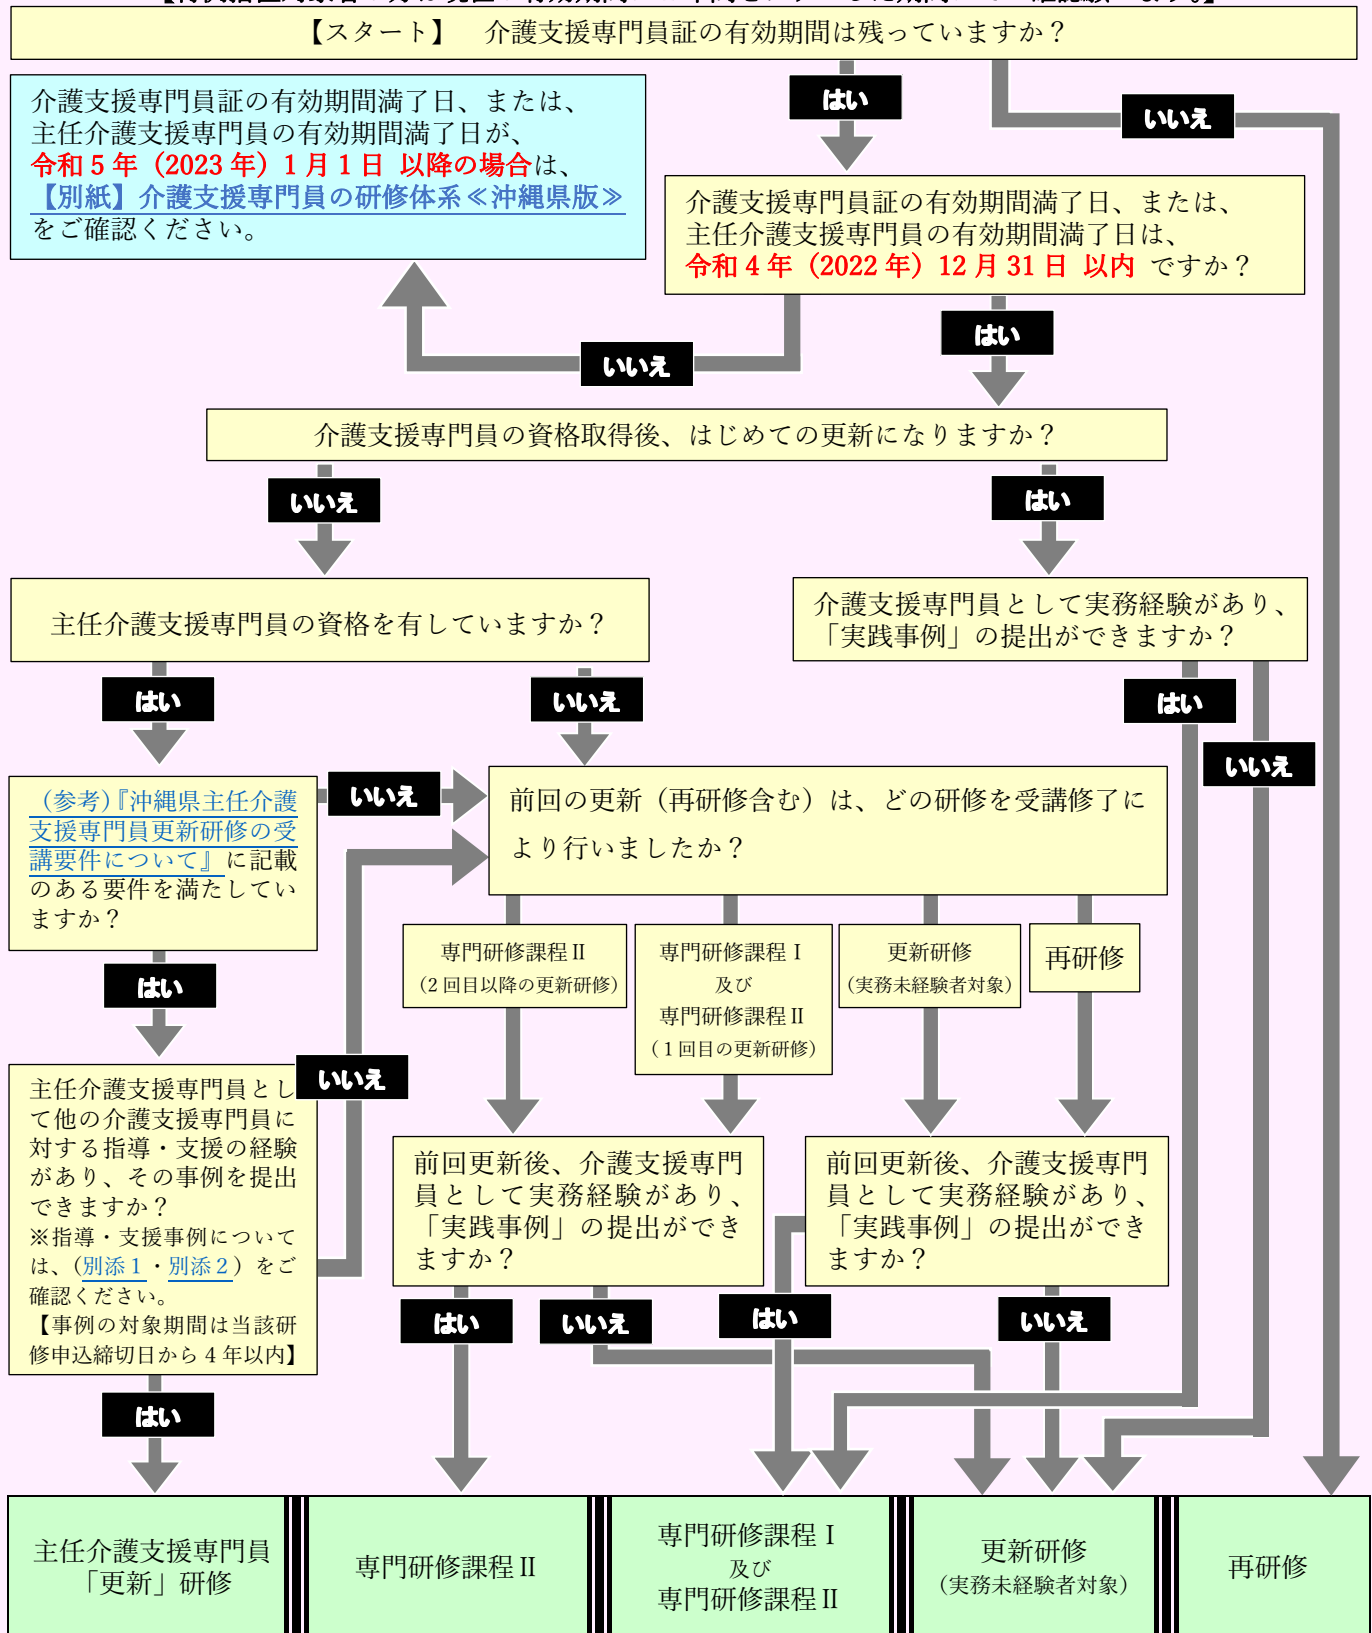 【スタート】 介護支援専門員証の有効期間は残っていますか？
はい
いいえ
介護支援専門員証の有効期間満了日、または、
主任介護支援専門員の有効期間満了日が、
令和５年（2023 年）1 月 1 日 以降の場合は、
【別紙】介護支援専門員の研修体系≪沖縄県版≫
をご確認ください。
介護支援専門員証の有効期間満了日、または、
主任介護支援専門員の有効期間満了日は、
令和４年（2022 年）12 月 31 日 以内 ですか？
いいえ
はい
介護支援専門員の資格取得後、はじめての更新になりますか？
いいえ
はい
主任介護支援専門員の資格を有していますか？
介護支援専門員として実務経験があり、
「実践事例」の提出ができますか？
はい
いいえ
はい
いいえ
（参考）『沖縄県主任介護
支援専門員更新研修の受
講要件について』に記載
のある要件を満たしてい
ますか？
いいえ
はい
前回の更新（再研修含む）は、どの研修を受講修了に
より行いましたか？
専門研修課程Ⅱ
（2 回目以降の更新研修）
専門研修課程Ⅰ
及び
専門研修課程Ⅱ
（１回目の更新研修）
更新研修
（実務未経験者対象）
再研修
主任介護支援専門員とし
て他の介護支援専門員に
対する指導・支援の経験
があり、その事例を提出
できますか？
※指導・支援事例について
は、（別添１・別添２）をご
確認ください。
【事例の対象期間は当該研
修申込締切日から４年以内】
いいえ
はい
前回更新後、介護支援専門
員として実務経験があり、
「実践事例」の提出ができ
ますか？
はい
いいえ
前回更新後、介護支援専門
員として実務経験があり、
「実践事例」の提出ができ
ますか？
はい
いいえ
主任介護支援専門員
「更新」研修
専門研修課程Ⅱ
専門研修課程Ⅰ
及び
専門研修課程Ⅱ
更新研修
（実務未経験者対象）
再研修